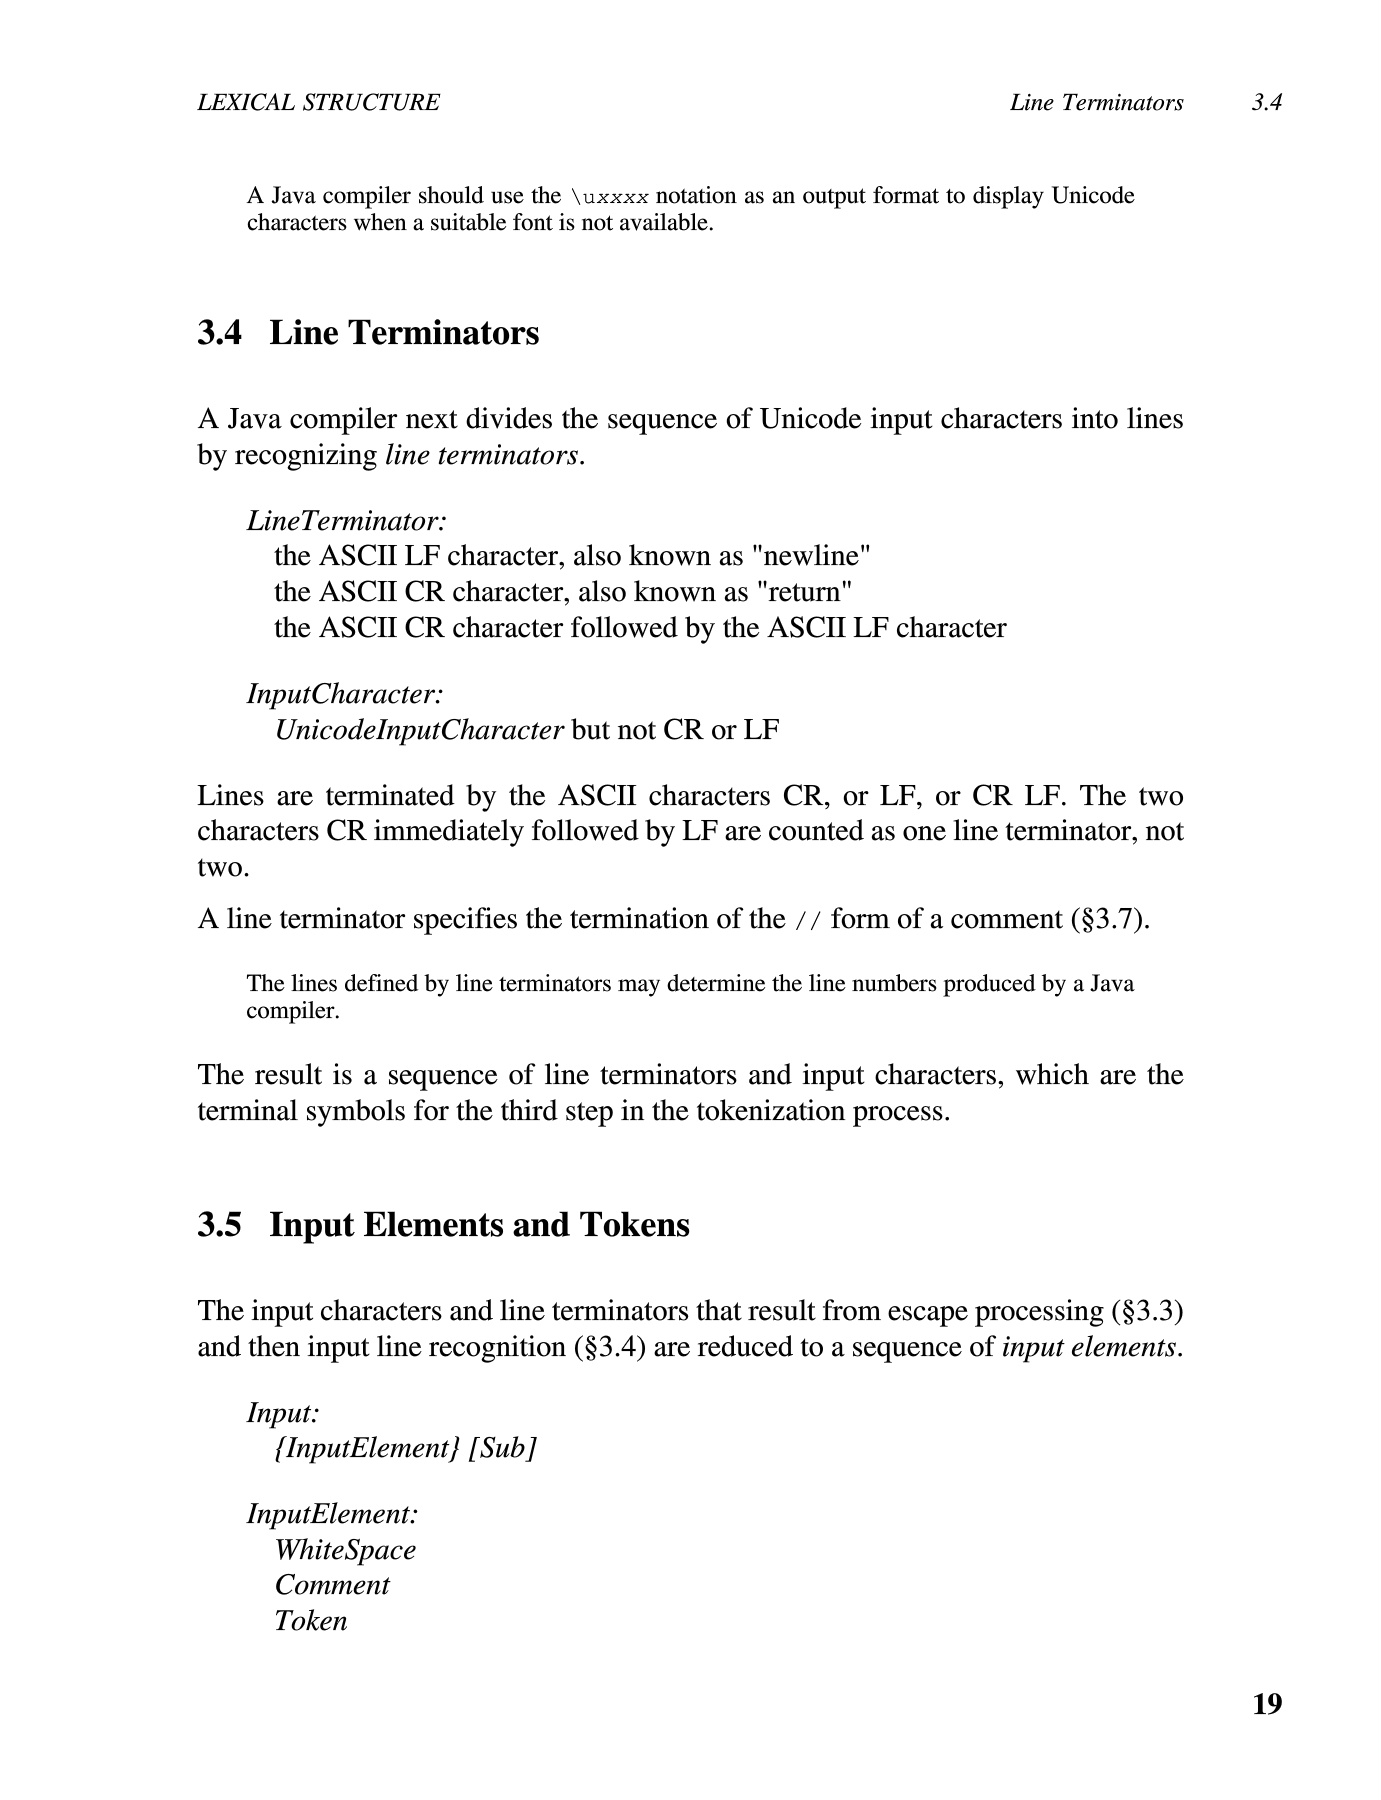 LEXICAL STRUCTURE Line Terminators 3.4
A Java compiler should use the \uxxxx notation as an output format to display Unicode
characters when a suitable font is not available.
3.4 Line Terminators
A Java compiler next divides the sequence of Unicode input characters into lines
by recognizing line terminators.
LineTerminator:
the ASCII LF character, also known as "newline"
the ASCII CR character, also known as "return"
the ASCII CR character followed by the ASCII LF character
InputCharacter:
UnicodeInputCharacter but not CR or LF
Lines are terminated by the ASCII characters CR, or LF, or CR LF. The two
characters CR immediately followed by LF are counted as one line terminator, not
two.
A line terminator specifies the termination of the // form of a comment (§3.7).
The lines defined by line terminators may determine the line numbers produced by a Java
compiler.
The result is a sequence of line terminators and input characters, which are the
terminal symbols for the third step in the tokenization process.
3.5 Input Elements and Tokens
The input characters and line terminators that result from escape processing (§3.3)
and then input line recognition (§3.4) are reduced to a sequence of input elements.
Input:
{InputElement} [Sub]
InputElement:
WhiteSpace
Comment
Token
19